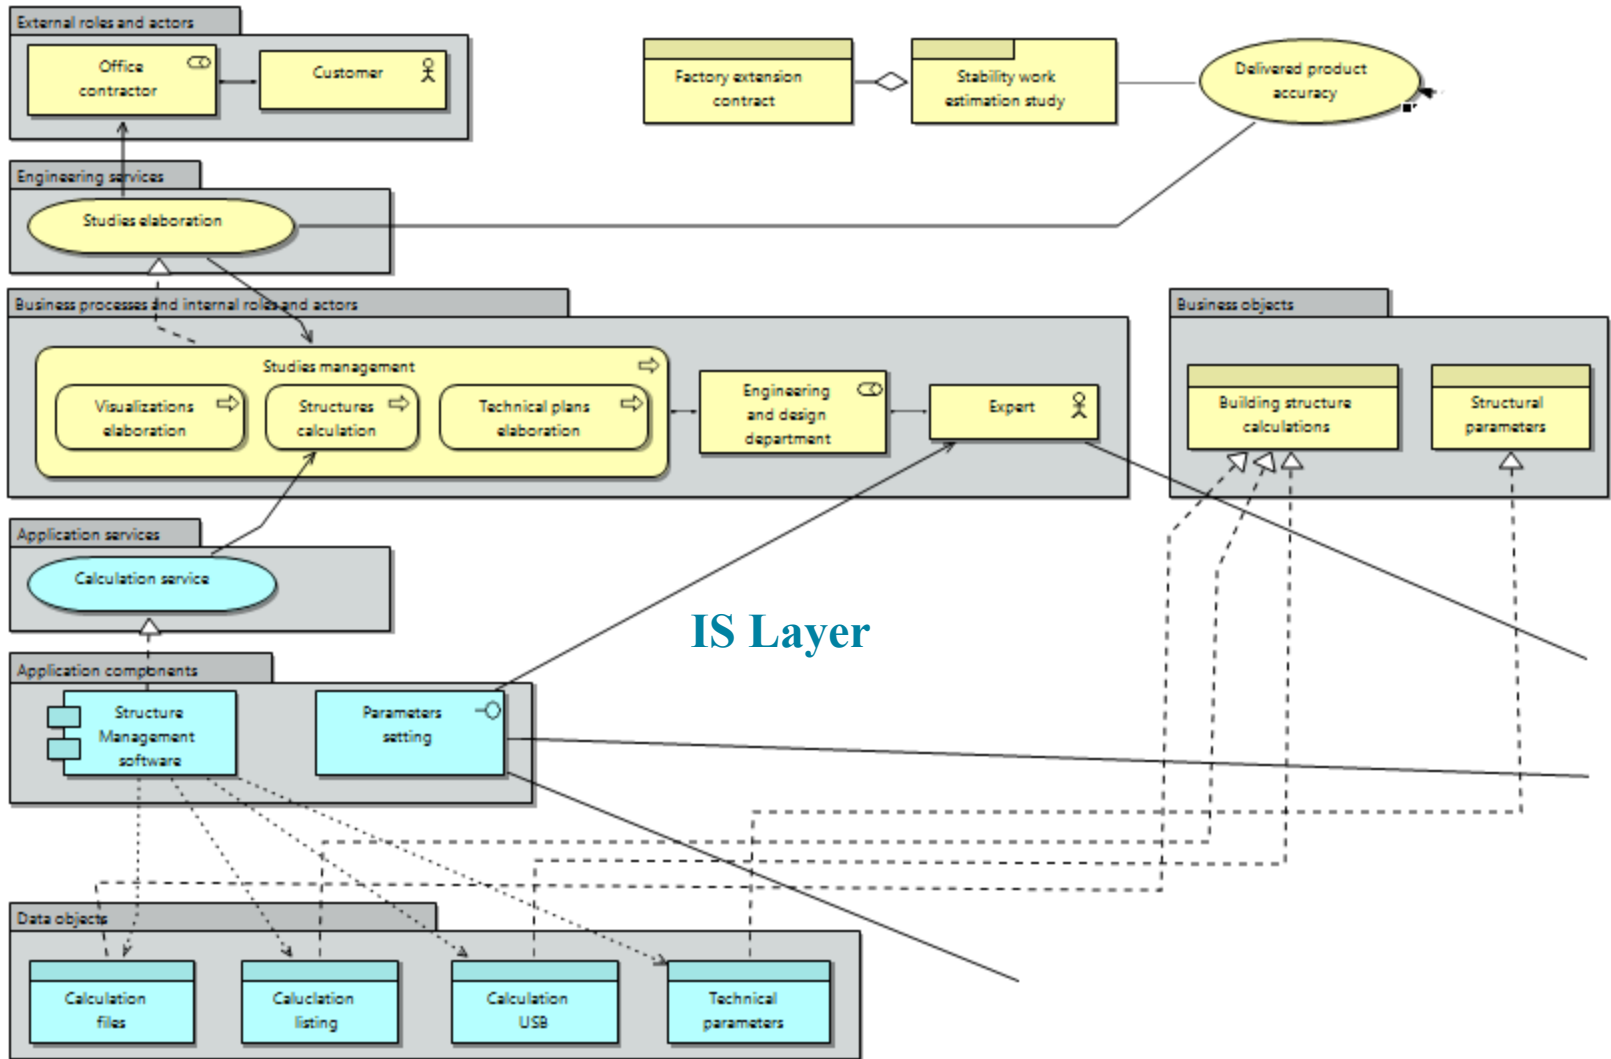 External roles and actors
Office
contractor
Customer
Factory extension
contract
Stability work
estimation study
Delivered product
accuracy
Engineering services
Studies elaboration
Business processes and internal roles and actors
Studies management
Visualizations
elaboration
Structures
calculation
Technical plans
elaboration
Engineering
and design
department
Expert
Business objects
Building structure
calculations
Structural
parameters
Application services
Calculation service
IS Layer
Application components
Structure
Management
software
Parameters
setting
Data objects
Calculation
files
Caluclation
listing
Calculation
USB
Technical
parameters